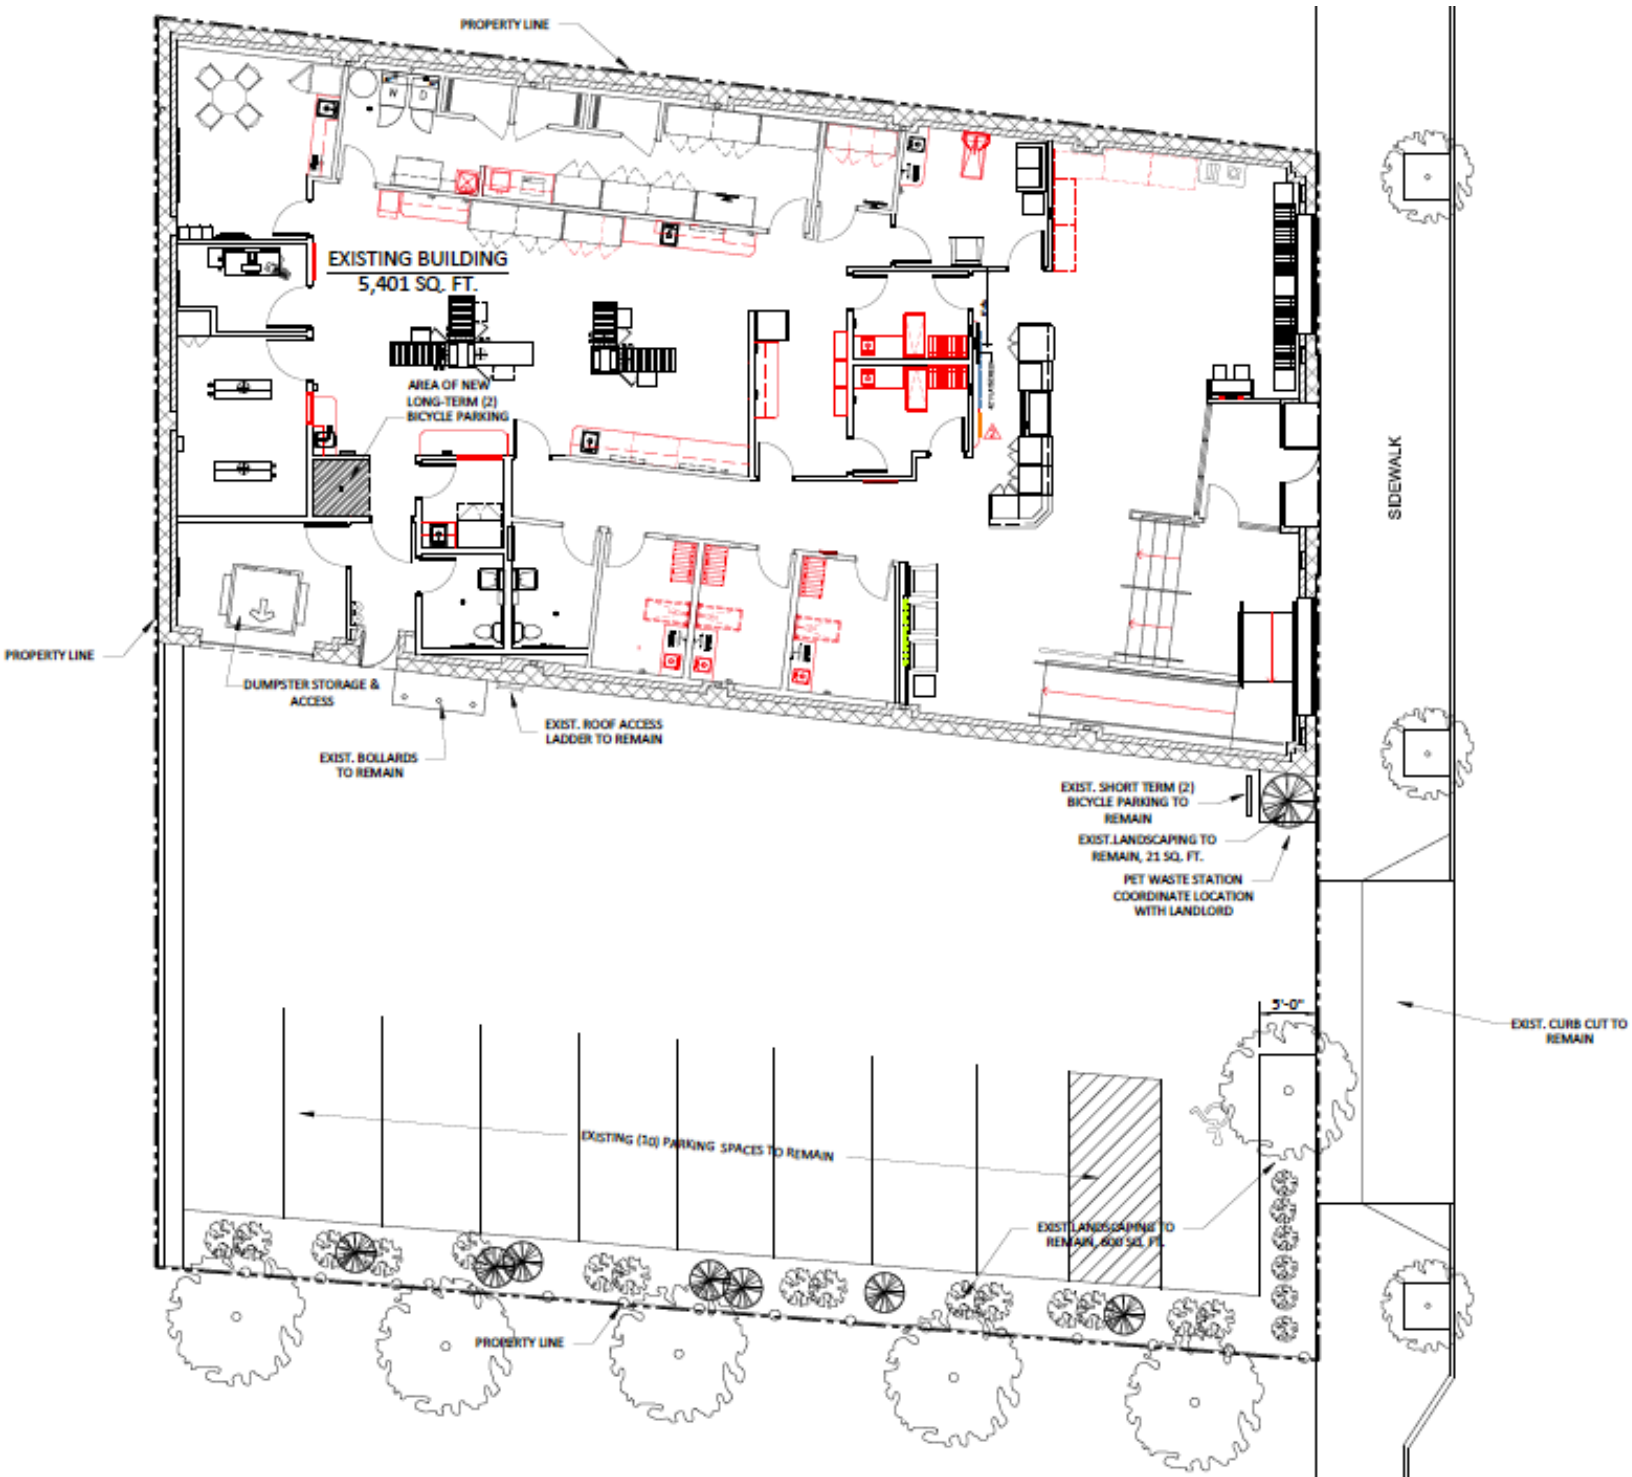 PROPERTY LINE
W
D
EXISTING BUILDING
5,401 SQ. FT.
AREA OF NEW
LONG-TERM (2)
BICYCLE PARKING
SIDEWALK
PROPERTY LINE
DUMPSTER STORAGE &
ACCESS
EXIST. ROOF ACCESS
LADDER TO REMAIN
EXIST. BOLLARDS
TO REMAIN
EXIST. SHORT TERM (2)
BICYCLE PARKING TO
REMAIN
EXIST.LANDSCAPING TO
REMAIN, 21 SQ. FT.
PET WASTE STATION
COORDINATE LOCATION
WITH LANDLORD
5'-0"
EXIST. CURB CUT TO
REMAIN
EXISTING (10) PARKING SPACES TO REMAIN
EXIST.LANDSCAPING TO
REMAIN, 600 SQ. FT.
PROPERTY LINE